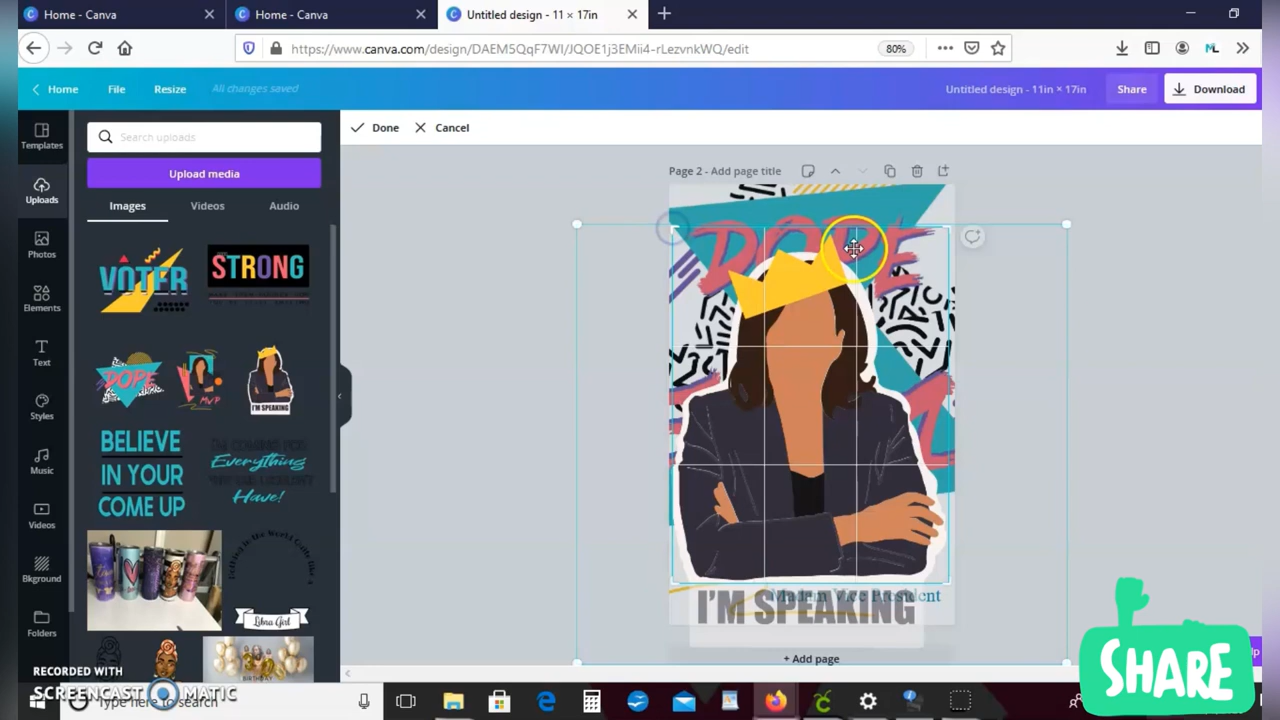 Home - Canva
Home - Canva
Untitled design - 11 × 17in
https://www.canva.com/design/DAEM5QqF7WI/JQOE1j3EMii4-rLezvnkWQ/edit
80%
Home
File
Resize
All changes saved
Untitled design - 11in × 17in
Share
Download
Templates
Uploads
Photos
Elements
Text
Styles
Music
Videos
Bkground
Folders
Search uploads
Upload media
Images
Videos
Audio
VOTER
STRONG
DOPE
MVP
I'M SPEAKING
BELIEVE
IN YOUR
COME UP
I'M COMING FOR
Everything
Have!
Libra Girl
BIRTHDAY
Done
Cancel
Page 2 - Add page title
DOPE
Madam Vice President
I'M SPEAKING
+ Add page
SHARE
RECORDED WITH
SCREENCAST MATIC
Type here to search